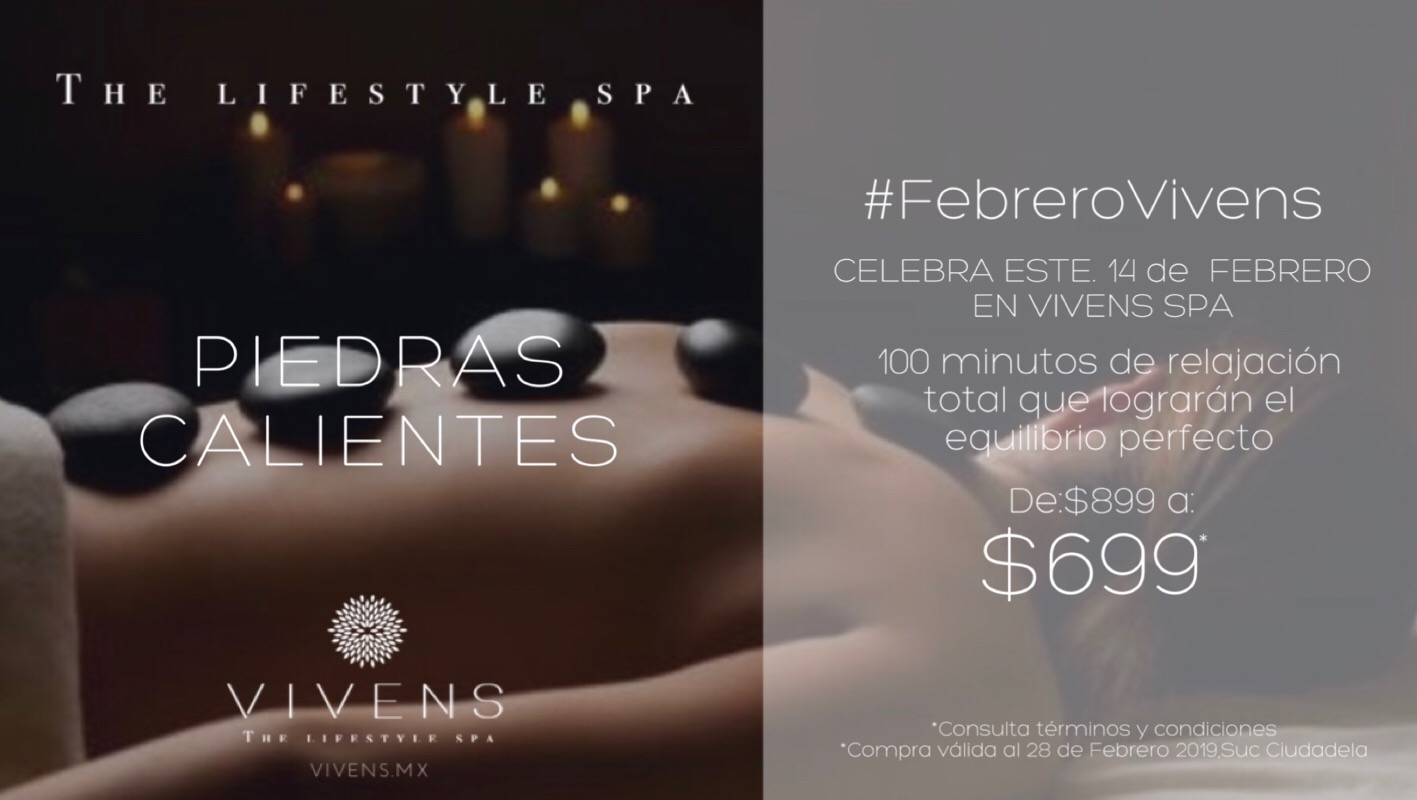 THE LIFESTYLE SPA
PIEDRAS
CALIENTES
VIVENS
THE LIFESTYLE SPA
VIVENS.MX
#FebreroVivens
CELEBRA ESTE. 14 de FEBRERO
EN VIVENS SPA
100 minutos de relajación
total que lograrán el
equilibrio perfecto
De:$899 a:
$699*
*Consulta términos y condiciones
*Compra válida al 28 de Febrero 2019,Suc Ciudadela